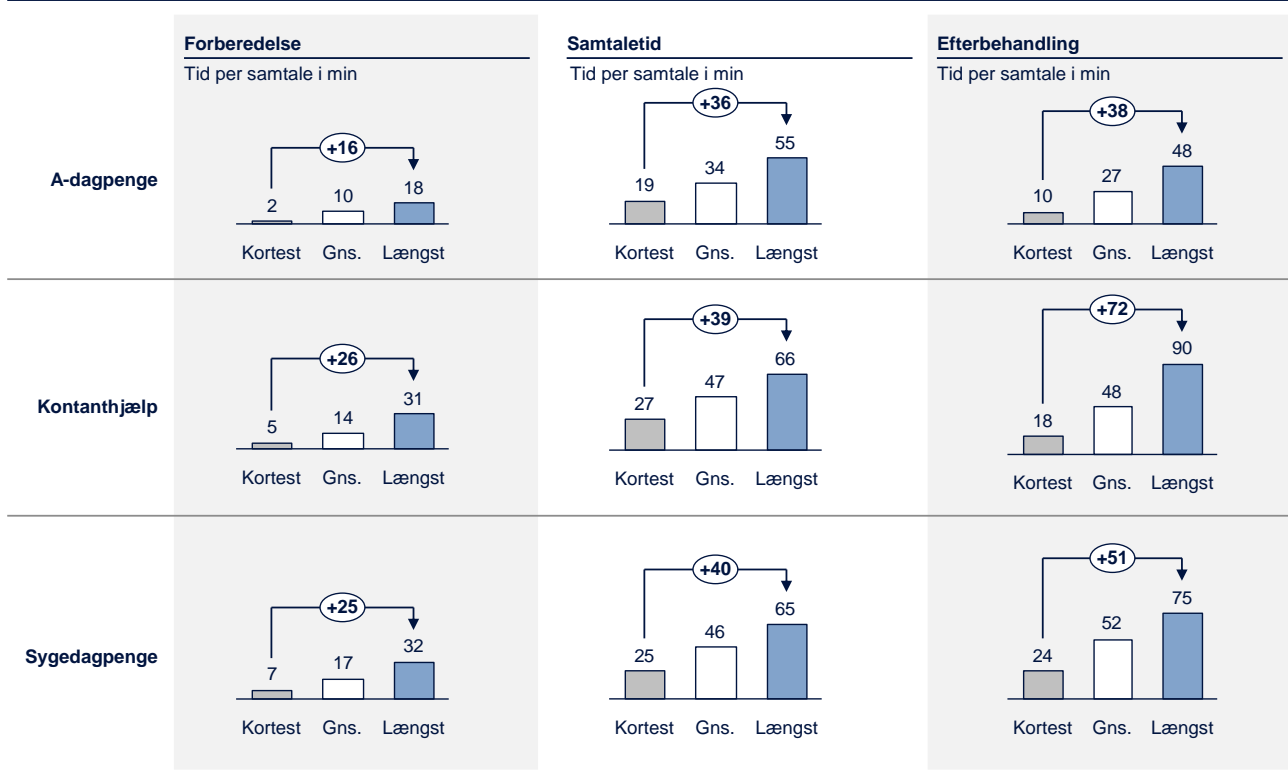 Forberedelse Samtaletid Efterbehandling
Tid per samtale i min Tid per samtale i min Tid per samtale i min
A-dagpenge
+16
2 10 18
Kortest Gns. Længst
+36
19 34 55
Kortest Gns. Længst
+38
10 27 48
Kortest Gns. Længst
Kontanthjælp
+26
5 14 31
Kortest Gns. Længst
+39
27 47 66
Kortest Gns. Længst
+72
18 48 90
Kortest Gns. Længst
Sygedagpenge
+25
7 17 32
Kortest Gns. Længst
+40
25 46 65
Kortest Gns. Længst
+51
24 52 75
Kortest Gns. Længst